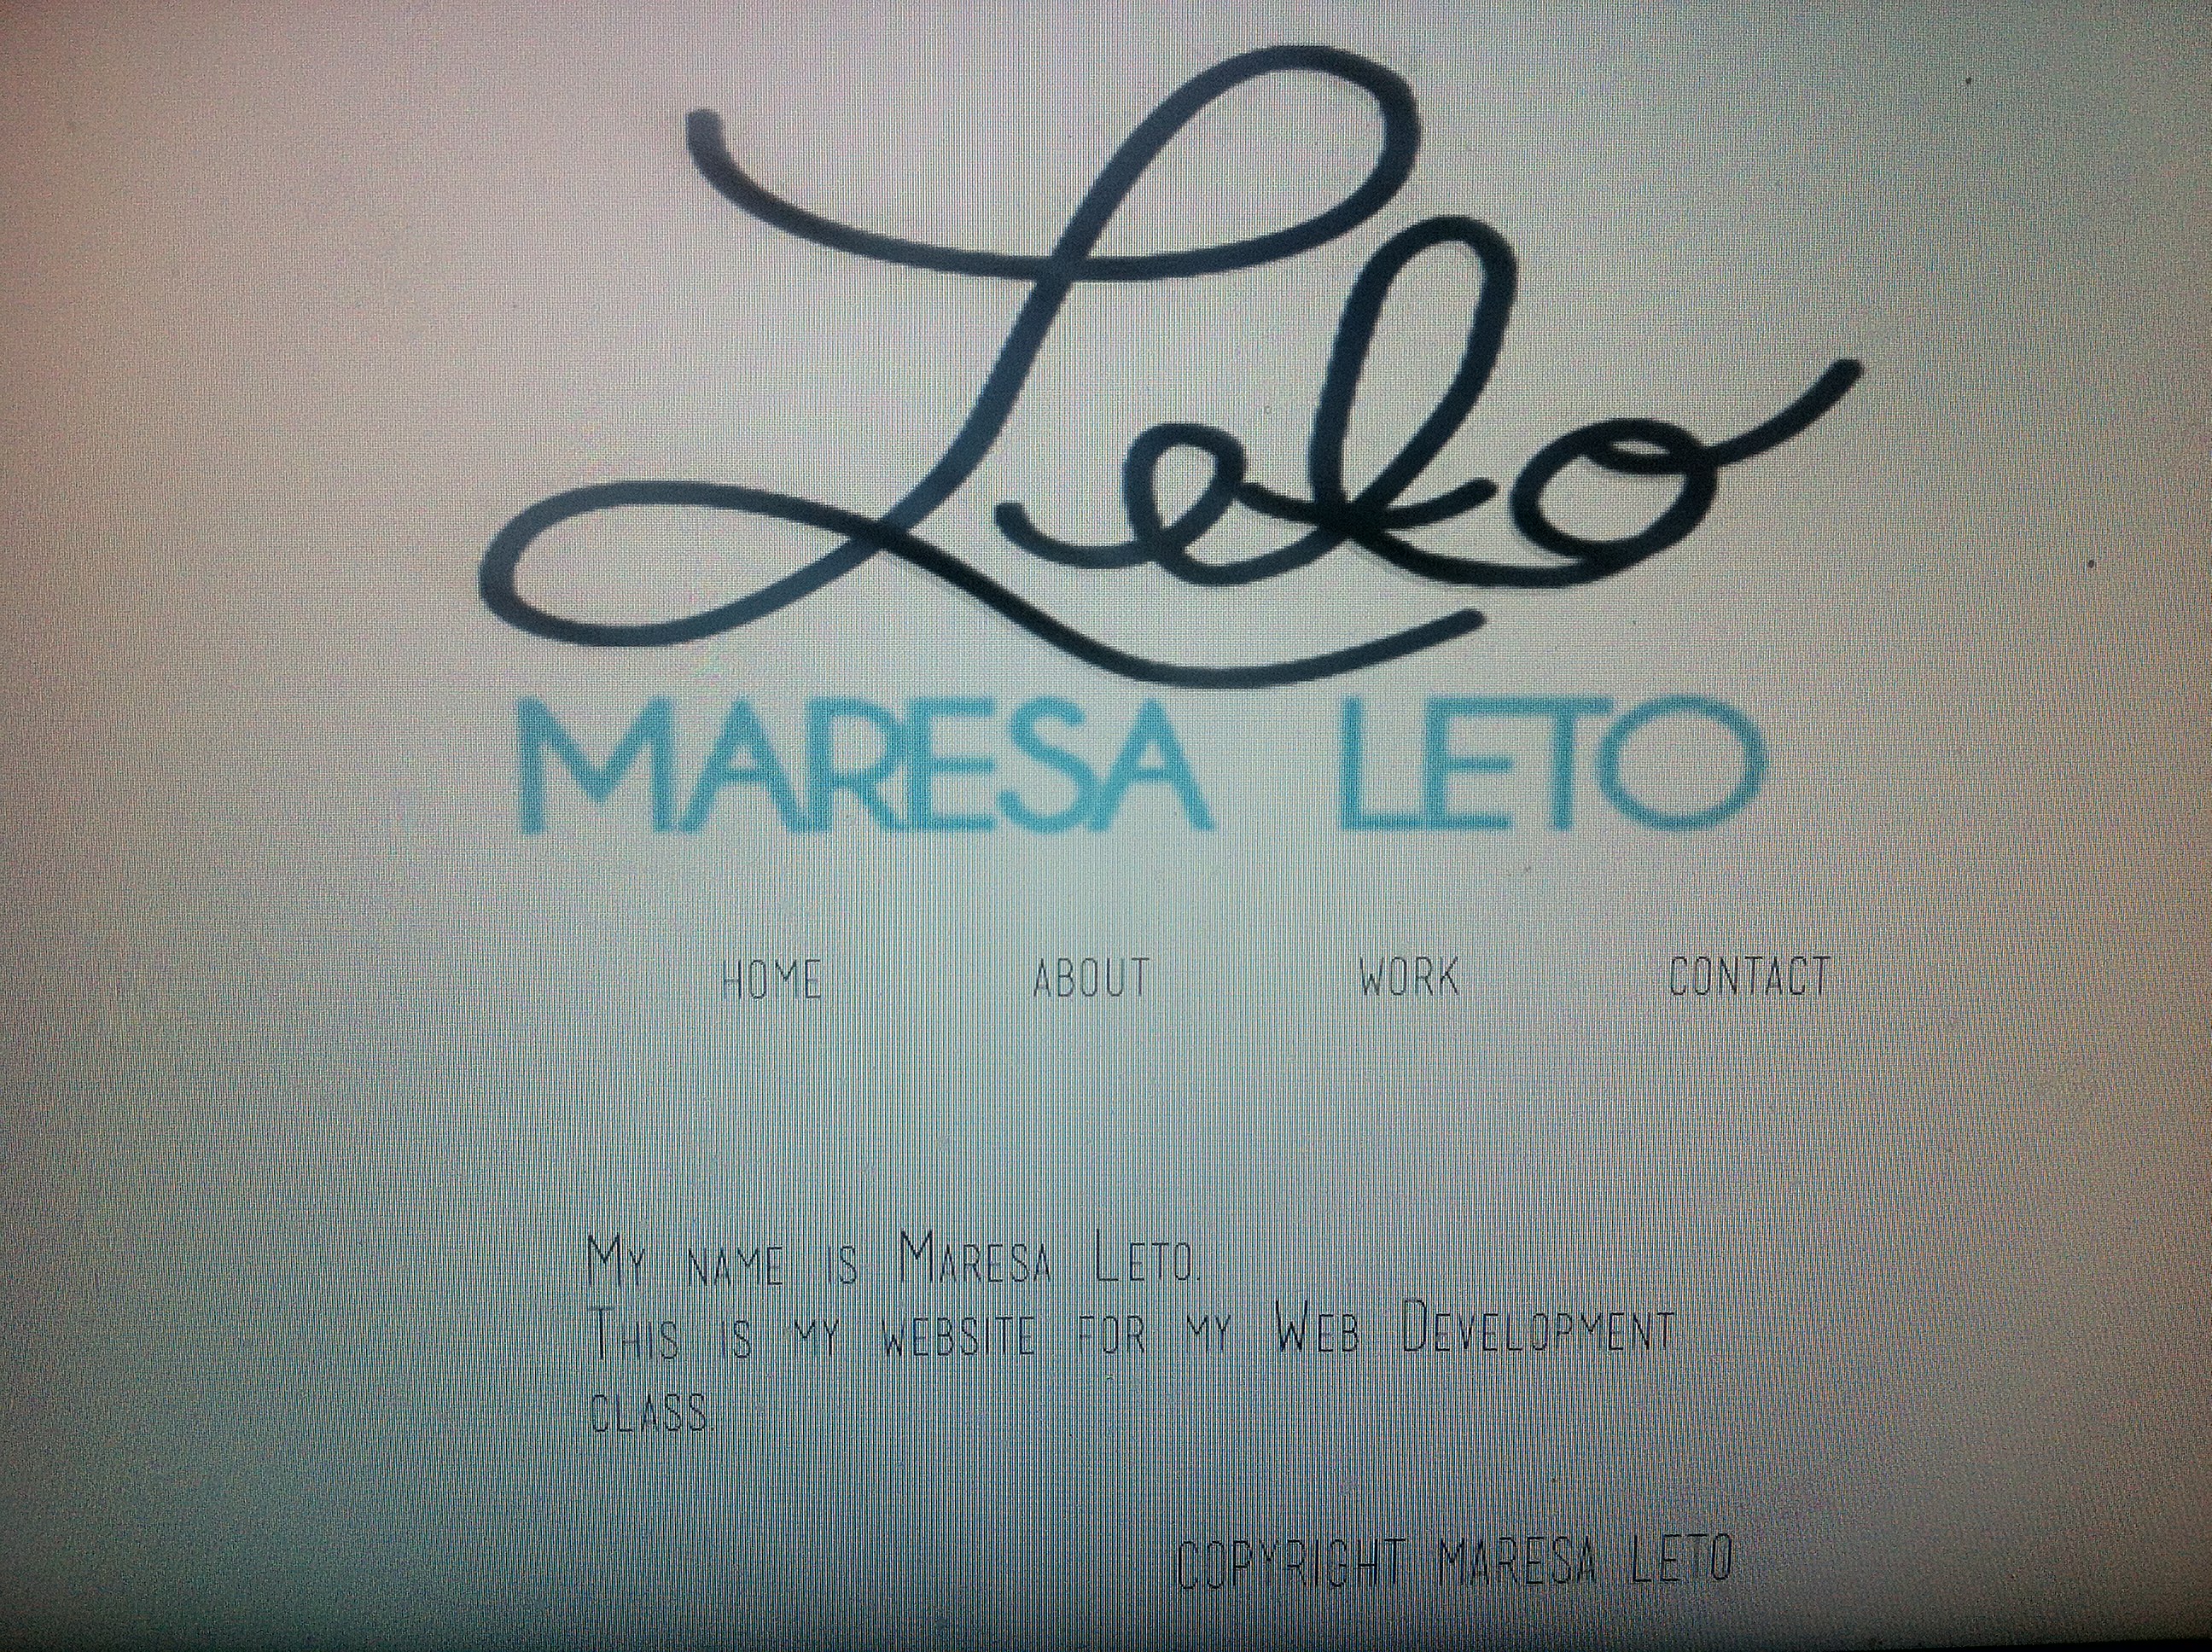 Leto
MARESA LETO
HOME ABOUT WORK CONTACT
My name is Maresa Leto.
This is my website for my Web Development
class.
COPYRIGHT MARESA LETO